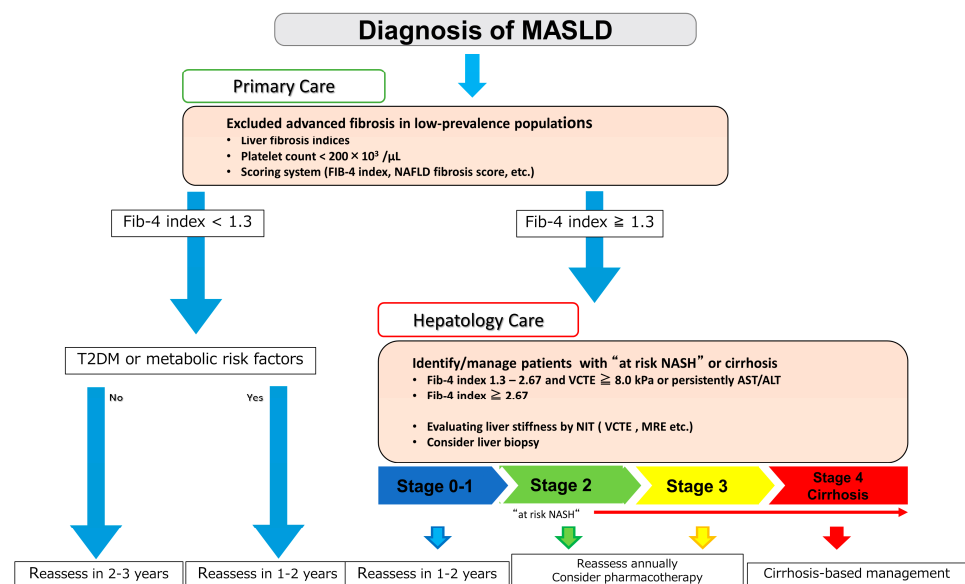 Diagnosis of MASLD
Primary Care
Excluded advanced fibrosis in low-prevalence populations
• Liver fibrosis indices
• Platelet count < 200 × 10³ /μL
• Scoring system (FIB-4 index, NAFLD fibrosis score, etc.)
Fib-4 index < 1.3
Fib-4 index ≧ 1.3
Hepatology Care
T2DM or metabolic risk factors
No
Yes
Identify/manage patients with “at risk NASH” or cirrhosis
• Fib-4 index 1.3 – 2.67 and VCTE ≧ 8.0 kPa or persistently AST/ALT
• Fib-4 index ≧ 2.67
• Evaluating liver stiffness by NIT ( VCTE , MRE etc.)
• Consider liver biopsy
Stage 0-1
Stage 2
Stage 3
Stage 4
Cirrhosis
“at risk NASH”
Reassess in 2-3 years
Reassess in 1-2 years
Reassess in 1-2 years
Reassess annually
Consider pharmacotherapy
Cirrhosis-based management